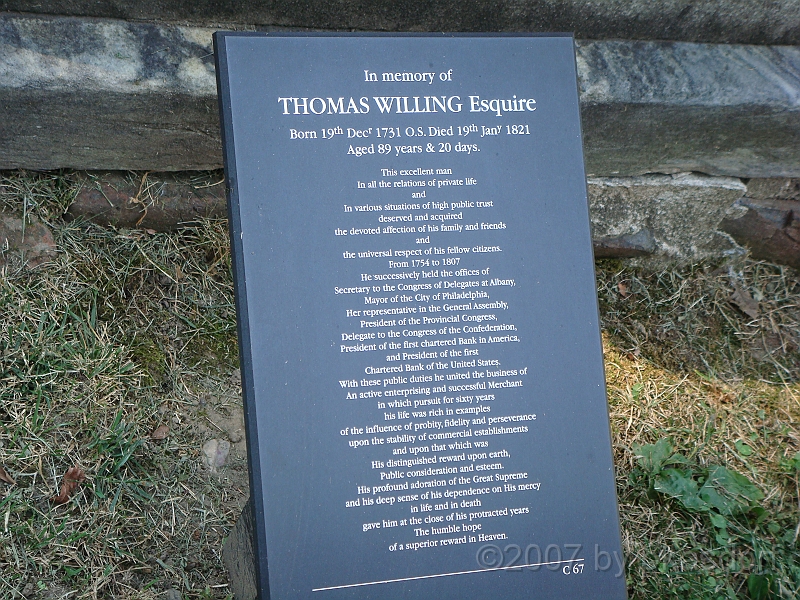 In memory of
THOMAS WILLING Esquire
Born 19th Decr 1731 O.S. Died 19th Jany 1821
Aged 89 years & 20 days.
This excellent man
In all the relations of private life
and
In various situations of high public trust
deserved and acquired
the devoted affection of his family and friends
and
the universal respect of his fellow citizens.
From 1754 to 1807
He successively held the offices of
Secretary to the Congress of Delegates at Albany,
Mayor of the City of Philadelphia,
Her representative in the General Assembly,
President of the Provincial Congress,
Delegate to the Congress of the Confederation,
President of the first chartered Bank in America,
and President of the first
Chartered Bank of the United States.
With these public duties he united the business of
An active enterprising and successful Merchant
in which pursuit for sixty years
his life was rich in examples
of the influence of probity, fidelity and perseverance
upon the stability of commercial establishments
and upon that which was
His distinguished reward upon earth,
Public consideration and esteem.
His profound adoration of the Great Supreme
and his deep sense of his dependence on His mercy
in life and in death
gave him at the close of his protracted years
The humble hope
of a superior reward in Heaven.
C 67
©2007 by